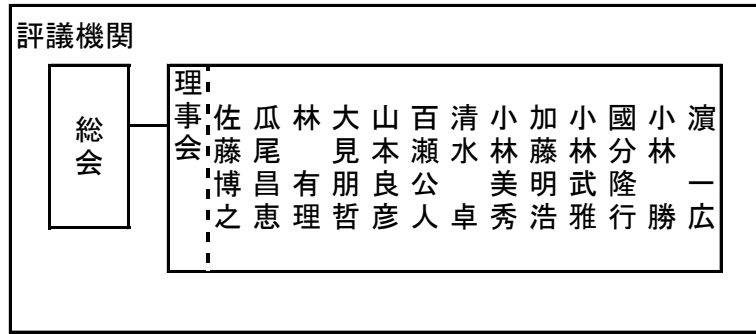 評議機関
総会
理事会
佐藤博之
瓜尾昌恵
林 有理
大見朋哲
山本良彦
百瀬公人
清水 卓
小林美秀
加藤明浩
小林武雅
國分隆行
小林 勝
濵 一広